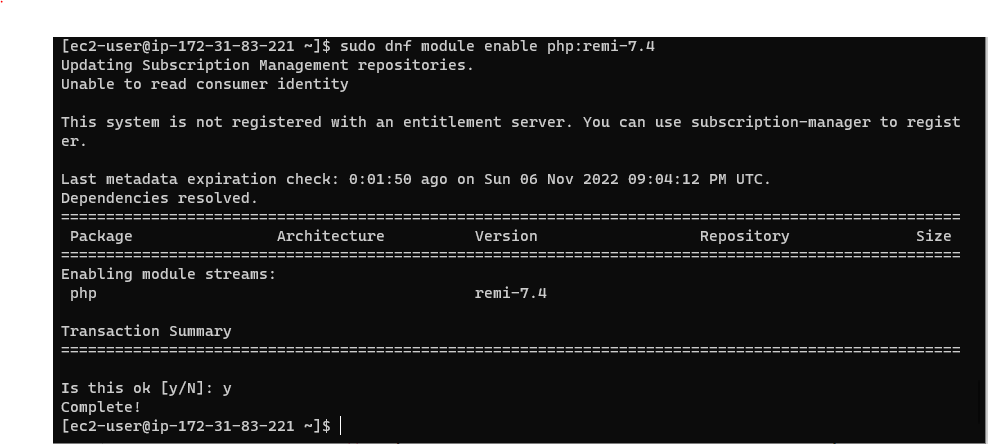 [ec2-user@ip-172-31-83-221 ~]$ sudo dnf module enable php:remi-7.4
Updating Subscription Management repositories.
Unable to read consumer identity
This system is not registered with an entitlement server. You can use subscription-manager to regist
er.
Last metadata expiration check: 0:01:50 ago on Sun 06 Nov 2022 09:04:12 PM UTC.
Dependencies resolved.
====================================================================================================
Package Architecture Version Repository Size
====================================================================================================
Enabling module streams:
php remi-7.4
Transaction Summary
====================================================================================================
Is this ok [y/N]: y
Complete!
[ec2-user@ip-172-31-83-221 ~]$